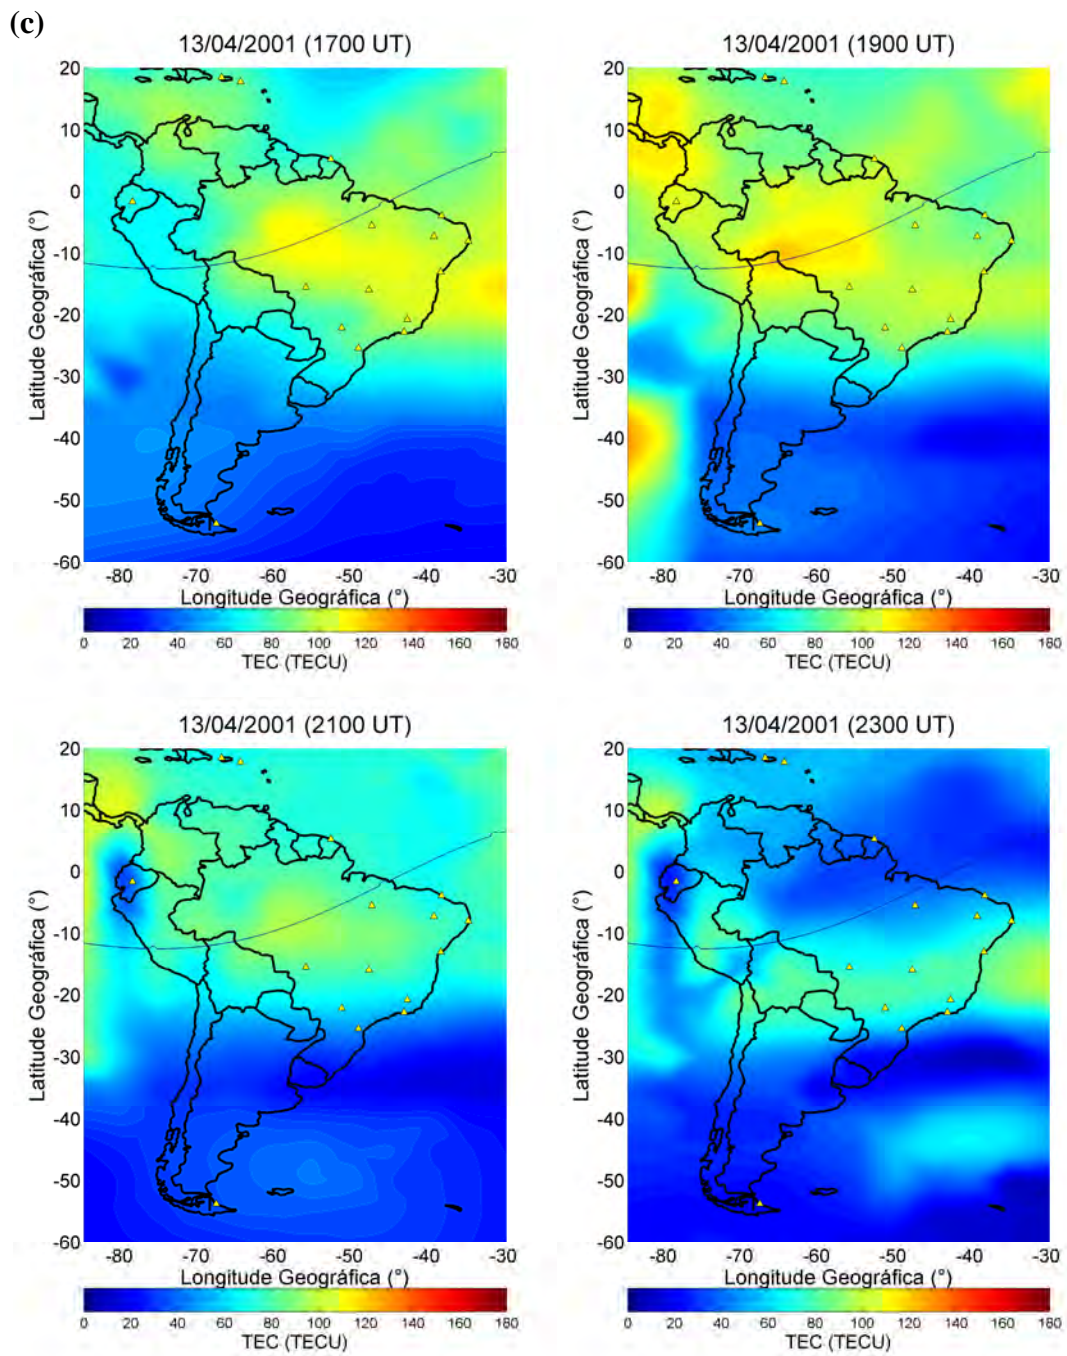 (c)
13/04/2001 (1700 UT)
20
10
0
-10
-20
-30
-40
-50
-60
Latitude Geográfica (°)
-80 -70 -60 -50 -40 -30
Longitude Geográfica (°)
0 20 40 60 80 100 120 140 160 180
TEC (TECU)
13/04/2001 (1900 UT)
20
10
0
-10
-20
-30
-40
-50
-60
Latitude Geográfica (°)
-80 -70 -60 -50 -40 -30
Longitude Geográfica (°)
0 20 40 60 80 100 120 140 160 180
TEC (TECU)
13/04/2001 (2100 UT)
20
10
0
-10
-20
-30
-40
-50
-60
Latitude Geográfica (°)
-80 -70 -60 -50 -40 -30
Longitude Geográfica (°)
0 20 40 60 80 100 120 140 160 180
TEC (TECU)
13/04/2001 (2300 UT)
20
10
0
-10
-20
-30
-40
-50
-60
Latitude Geográfica (°)
-80 -70 -60 -50 -40 -30
Longitude Geográfica (°)
0 20 40 60 80 100 120 140 160 180
TEC (TECU)